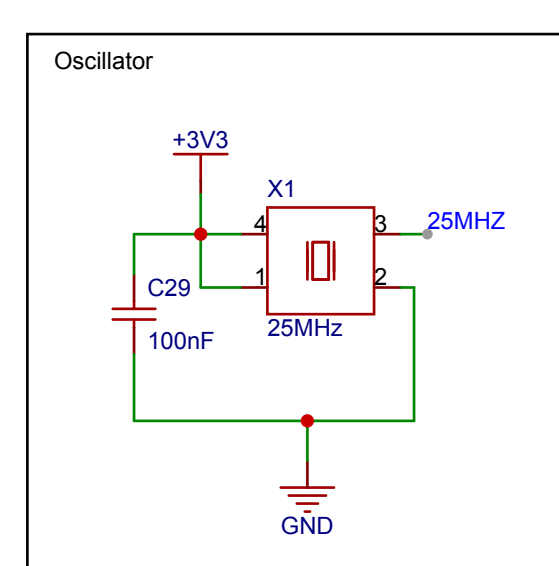 Oscillator
+3V3
X1
4
3
25MHZ
1
2
C29
100nF
25MHz
GND